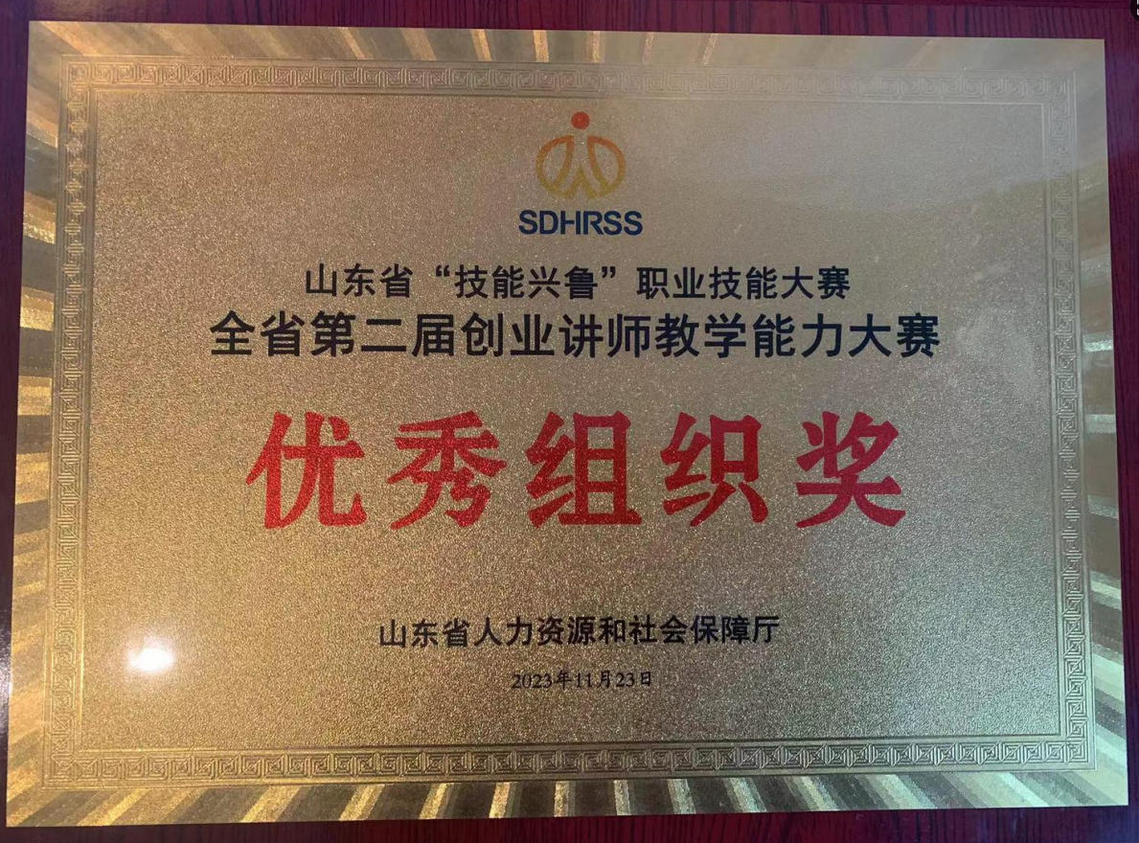 SDHRSS
山东省“技能兴鲁”职业技能大赛
全省第二届创业讲师教学能力大赛
优秀组织奖
山东省人力资源和社会保障厅
2023年11月23日